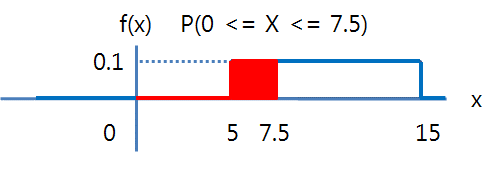 f(x) P(0 <= X <= 7.5)
0.1
x
0 5 7.5 15